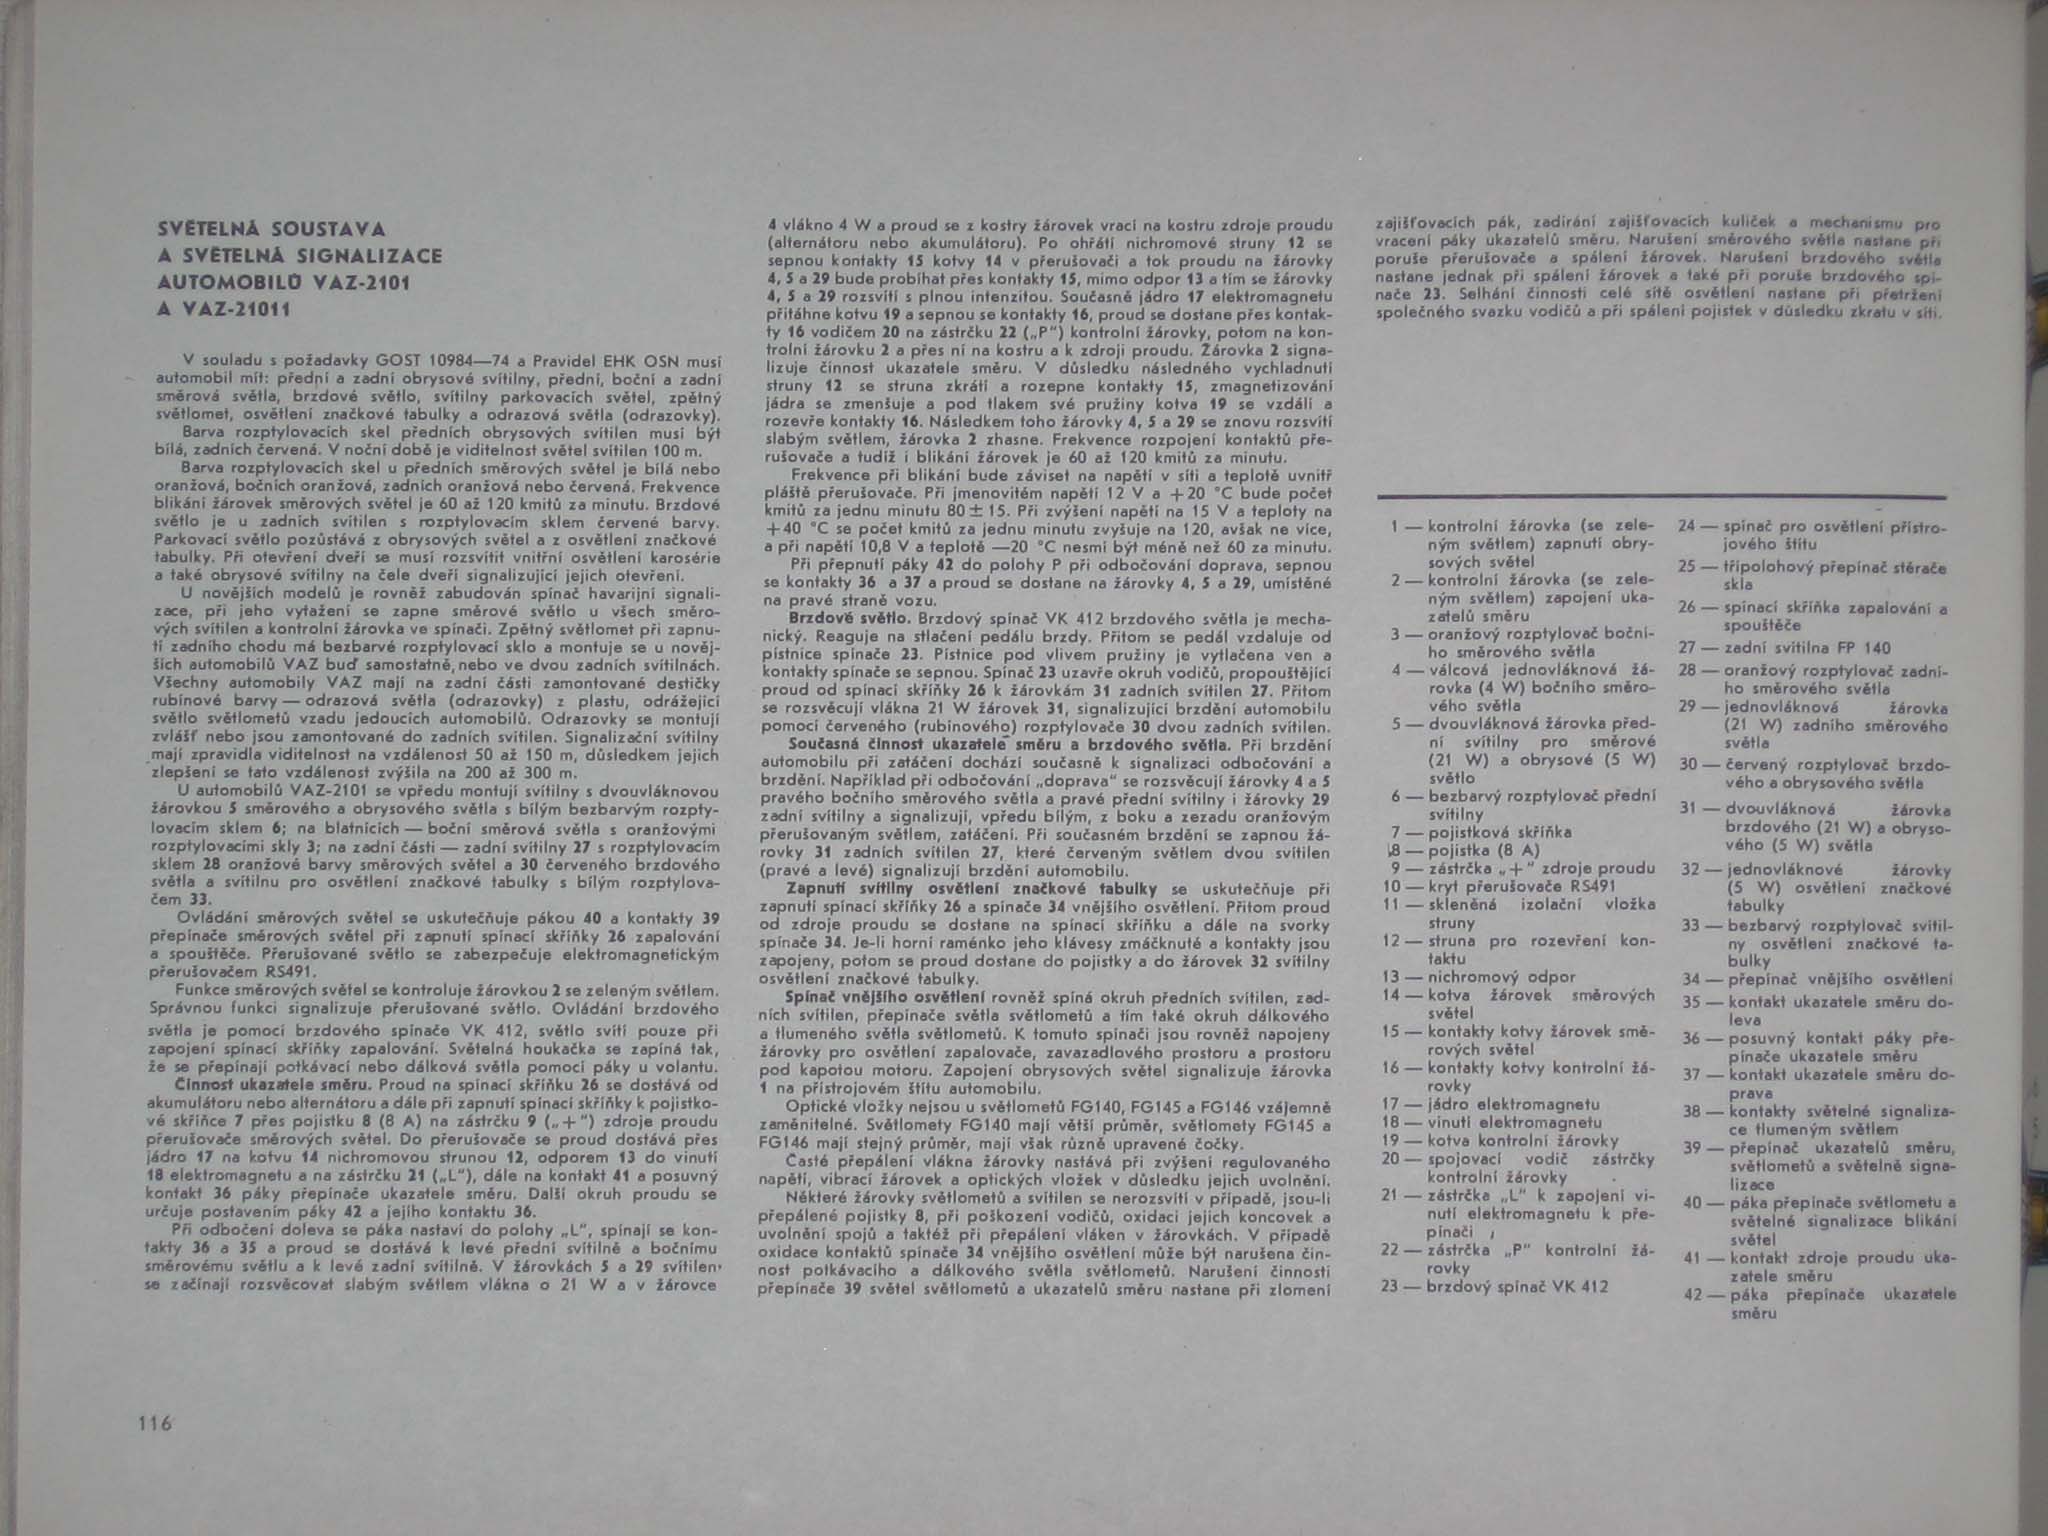 SVĚTELNÁ SOUSTAVA
A SVĚTELNÁ SIGNALIZACE
AUTOMOBILŮ VAZ-2101
A VAZ-21011
V souladu s požadavky GOST 10984—74 a Pravidel EHK OSN musí
automobil mít: přední a zadní obrysové svítilny, přední, boční a zadní
směrová světla, brzdové světlo, svítilny parkovacích světel, zpětný
světlomet, osvětlení značkové tabulky a odrazová světla (odrazovky).
Barva rozptylovacích skel předních obrysových svítilen musí být
bílá, zadních červená. V noční době je viditelnost světel svítilen 100 m.
Barva rozptylovacích skel u předních směrových světel je bílá nebo
oranžová, bočních oranžová, zadních oranžová nebo červená. Frekvence
blikání žárovek směrových světel je 60 až 120 kmitů za minutu. Brzdové
světlo je u zadních svítilen s rozptylovacím sklem červené barvy.
Parkovací světlo pozůstává z obrysových světel a z osvětlení značkové
tabulky. Při otevření dveří se musí rozsvítit vnitřní osvětlení karosérie
a také obrysové svítilny na čele dveří signalizující jejich otevření.
U novějších modelů je rovněž zabudován spínač havarijní signali-
zace, při jeho vytažení se zapne směrové světlo u všech směro-
vých svítilen a kontrolní žárovka ve spínači. Zpětný světlomet při zapnu-
tí zadního chodu má bezbarvé rozptylovací sklo a montuje se u nověj-
ších automobilů VAZ buď samostatně, nebo ve dvou zadních svítilnách.
Všechny automobily VAZ mají na zadní části zamontované destičky
rubínové barvy — odrazová světla (odrazovky) z plastu, odrážející
světlo světlometů vzadu jedoucích automobilů. Odrazovky se montují
zvlášť nebo jsou zamontované do zadních svítilen. Signalizační svítilny
mají zpravidla viditelnost na vzdálenost 50 až 150 m, důsledkem jejich
zlepšení se tato vzdálenost zvýšila na 200 až 300 m.
U automobilů VAZ-2101 se vpředu montují svítilny s dvouvláknovou
žárovkou 5 směrového a obrysového světla s bílým bezbarvým rozpty-
lovacím sklem 6; na blatnících — boční směrová světla s oranžovými
rozptylovacími skly 3; na zadní části — zadní svítilny 27 s rozptylovacím
sklem 28 oranžové barvy směrových světel a 30 červeného brzdového
světla a svítilnu pro osvětlení značkové tabulky s bílým rozptylova-
čem 33.
Ovládání směrových světel se uskutečňuje pákou 40 a kontakty 39
přepínače směrových světel při zapnutí spínací skříňky 26 zapalování
a spouštěče. Přerušované světlo se zabezpečuje elektromagnetickým
přerušovačem RS491.
Funkce směrových světel se kontroluje žárovkou 2 se zeleným světlem.
Správnou funkci signalizuje přerušované světlo. Ovládání brzdového
světla je pomocí brzdového spínače VK 412, světlo svítí pouze při
zapojení spínací skříňky zapalování. Světelná houkačka se zapíná tak,
že se přepínají potkávací nebo dálková světla pomocí páky u volantu.
Činnost ukazatele směru. Proud na spínací skříňku 26 se dostává od
akumulátoru nebo alternátoru a dále při zapnutí spínací skříňky k pojistko-
vé skříňce 7 přes pojistku 8 (8 A) na zástrčku 9 („+") zdroje proudu
přerušovače směrových světel. Do přerušovače se proud dostává přes
jádro 17 na kotvu 14 nichromovou strunou 12, odporem 13 do vinutí
18 elektromagnetu a na zástrčku 21 („L"), dále na kontakt 41 a posuvný
kontakt 36 páky přepínače ukazatele směru. Další okruh proudu se
určuje postavením páky 42 a jejího kontaktu 36.
Při odbočení doleva se páka nastaví do polohy „L", spínají se kon-
takty 36 a 35 a proud se dostává k levé přední svítilně a bočnímu
směrovému světlu a k levé zadní svítilně. V žárovkách 5 a 29 svítilen
se začínají rozsvěcovat slabým světlem vlákna o 21 W a v žárovce
4 vlákno 4 W a proud se z kostry žárovek vrací na kostru zdroje proudu
(alternátoru nebo akumulátoru). Po ohřátí nichromové struny 12 se
sepnou kontakty 15 kotvy 14 v přerušovači a tok proudu na žárovky
4, 5 a 29 bude probíhat přes kontakty 15, mimo odpor 13 a tím se žárovky
4, 5 a 29 rozsvítí s plnou intenzitou. Současně jádro 17 elektromagnetu
přitáhne kotvu 19 a sepnou se kontakty 16, proud se dostane přes kontak-
ty 16 vodičem 20 na zástrčku 22 („P") kontrolní žárovky, potom na kon-
trolní žárovku 2 a přes ní na kostru a k zdroji proudu. Žárovka 2 signa-
lizuje činnost ukazatele směru. V důsledku následného vychladnutí
struny 12 se struna zkrátí a rozepne kontakty 15, zmagnetizování
jádra se zmenšuje a pod tlakem své pružiny kotva 19 se vzdálí a
rozevře kontakty 16. Následkem toho žárovky 4, 5 a 29 se znovu rozsvítí
slabým světlem, žárovka 2 zhasne. Frekvence rozpojení kontaktů pře-
rušovače a tudíž i blikání žárovek je 60 až 120 kmitů za minutu.
Frekvence při blikání bude záviset na napětí v síti a teplotě uvnitř
pláště přerušovače. Při jmenovitém napětí 12 V a +20 °C bude počet
kmitů za jednu minutu 80 ± 15. Při zvýšení napětí na 15 V a teploty na
+40 °C se počet kmitů za jednu minutu zvyšuje na 120, avšak ne více,
a při napětí 10,8 V a teplotě —20 °C nesmí být méně než 60 za minutu.
Při přepnutí páky 42 do polohy P při odbočování doprava, sepnou
se kontakty 36 a 37 a proud se dostane na žárovky 4, 5 a 29, umístěné
na pravé straně vozu.
Brzdové světlo. Brzdový spínač VK 412 brzdového světla je mecha-
nický. Reaguje na stlačení pedálu brzdy. Přitom se pedál vzdaluje od
pístnice spínače 23. Pístnice pod vlivem pružiny je vytlačena ven a
kontakty spínače se sepnou. Spínač 23 uzavře okruh vodičů, propouštějící
proud od spínací skříňky 26 k žárovkám 31 zadních svítilen 27. Přitom
se rozsvěcují vlákna 21 W žárovek 31, signalizující brzdění automobilu
pomocí červeného (rubínového) rozptylovače 30 dvou zadních svítilen.
Současná činnost ukazatele směru a brzdového světla. Při brzdění
automobilu při zatáčení dochází současně k signalizaci odbočování a
brzdění. Například při odbočování „doprava" se rozsvěcují žárovky 4 a 5
pravého bočního směrového světla a pravé přední svítilny i žárovky 29
zadní svítilny a signalizují, vpředu bílým, z boku a zezadu oranžovým
přerušovaným světlem, zatáčení. Při současném brzdění se zapnou žá-
rovky 31 zadních svítilen 27, které červeným světlem dvou svítilen
(pravé a levé) signalizují brzdění automobilu.
Zapnutí svítilny osvětlení značkové tabulky se uskutečňuje při
zapnutí spínací skříňky 26 a spínače 34 vnějšího osvětlení. Přitom proud
od zdroje proudu se dostane na spínací skříňku a dále na svorky
spínače 34. Je-li horní raménko jeho klávesy zmáčknuté a kontakty jsou
zapojeny, potom se proud dostane do pojistky a do žárovek 32 svítilny
osvětlení značkové tabulky.
Spínač vnějšího osvětlení rovněž spíná okruh předních svítilen, zad-
ních svítilen, přepínače světla světlometů a tím také okruh dálkového
a tlumeného světla světlometů. K tomuto spínači jsou rovněž napojeny
žárovky pro osvětlení zapalovače, zavazadlového prostoru a prostoru
pod kapotou motoru. Zapojení obrysových světel signalizuje žárovka
1 na přístrojovém štítu automobilu.
Optické vložky nejsou u světlometů FG140, FG145 a FG146 vzájemně
zaměnitelné. Světlomety FG140 mají větší průměr, světlomety FG145 a
FG146 mají stejný průměr, mají však různě upravené čočky.
Časté přepálení vlákna žárovky nastává při zvýšení regulovaného
napětí, vibrací žárovek a optických vložek v důsledku jejich uvolnění.
Některé žárovky světlometů a svítilen se nerozsvítí v případě, jsou-li
přepálené pojistky 8, při poškození vodičů, oxidaci jejich koncovek a
uvolnění spojů a taktéž při přepálení vláken v žárovkách. V případě
oxidace kontaktů spínače 34 vnějšího osvětlení může být narušena čin-
nost potkávacího a dálkového světla světlometů. Narušení činnosti
přepínače 39 světel světlometů a ukazatelů směru nastane při zlomení
zajišťovacích pák, zadírání zajišťovacích kuliček a mechanismu pro
vracení páky ukazatelů směru. Narušení směrového světla nastane při
poruše přerušovače a spálení žárovek. Narušení brzdového světla
nastane jednak při spálení žárovek a také při poruše brzdového spí-
nače 23. Selhání činnosti celé sítě osvětlení nastane při přetržení
společného svazku vodičů a při spálení pojistek v důsledku zkratu v síti.
1 — kontrolní žárovka (se zele-
ným světlem) zapnutí obry-
sových světel
2 — kontrolní žárovka (se zele-
ným světlem) zapojení uka-
zatelů směru
3 — oranžový rozptylovač boční-
ho směrového světla
4 — válcová jednovláknová žá-
rovka (4 W) bočního směro-
vého světla
5 — dvouvláknová žárovka před-
ní svítilny pro směrové
(21 W) a obrysové (5 W)
světlo
6 — bezbarvý rozptylovač přední
svítilny
7 — pojistková skříňka
8 — pojistka (8 A)
9 — zástrčka „+" zdroje proudu
10 — kryt přerušovače RS491
11 — skleněná izolační vložka
struny
12 — struna pro rozevření kon-
taktu
13 — nichromový odpor
14 — kotva žárovek směrových
světel
15 — kontakty kotvy žárovek smě-
rových světel
16 — kontakty kotvy kontrolní žá-
rovky
17 — jádro elektromagnetu
18 — vinutí elektromagnetu
19 — kotva kontrolní žárovky
20 — spojovací vodič zástrčky
kontrolní žárovky
21 — zástrčka „L" k zapojení vi-
nutí elektromagnetu k pře-
pínači
22 — zástrčka „P" kontrolní žá-
rovky
23 — brzdový spínač VK 412
24 — spínač pro osvětlení přístro-
jového štítu
25 — třípolohový přepínač stěrače
skla
26 — spínací skříňka zapalování a
spouštěče
27 — zadní svítilna FP 140
28 — oranžový rozptylovač zadní-
ho směrového světla
29 — jednovláknová žárovka
(21 W) zadního směrového
světla
30 — červený rozptylovač brzdo-
vého a obrysového světla
31 — dvouvláknová žárovka
brzdového (21 W) a obryso-
vého (5 W) světla
32 — jednovláknové žárovky
(5 W) osvětlení značkové
tabulky
33 — bezbarvý rozptylovač svítil-
ny osvětlení značkové ta-
bulky
34 — přepínač vnějšího osvětlení
35 — kontakt ukazatele směru do-
leva
36 — posuvný kontakt páky pře-
pínače ukazatele směru
37 — kontakt ukazatele směru do-
prava
38 — kontakty světelné signaliza-
ce tlumeným světlem
39 — přepínač ukazatelů směru,
světlometů a světelné signa-
lizace
40 — páka přepínače světlometu a
světelné signalizace blikání
světel
41 — kontakt zdroje proudu uka-
zatele směru
42 — páka přepínače ukazatele
směru
116